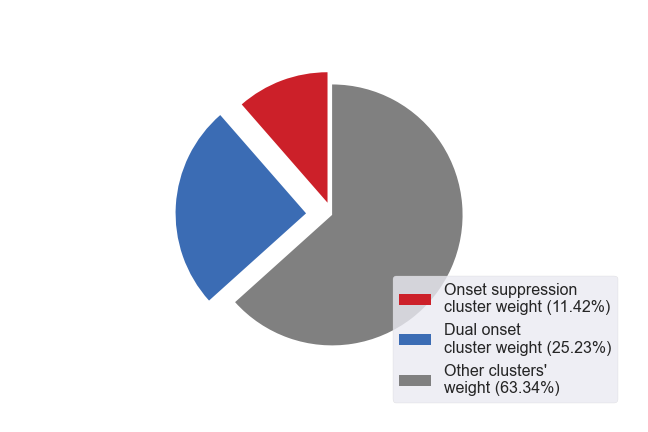 Onset suppression
cluster weight (11.42%)
Dual onset
cluster weight (25.23%)
Other clusters'
weight (63.34%)